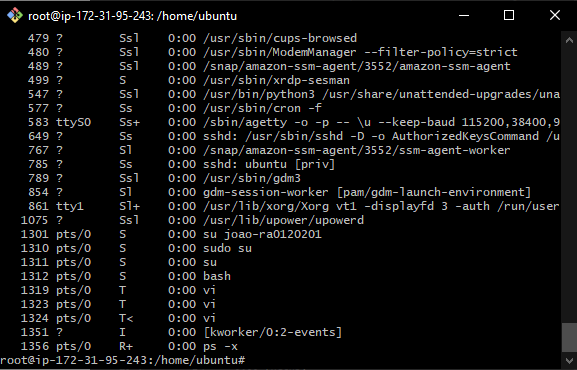 root@ip-172-31-95-243: /home/ubuntu
479 ? Ssl 0:00 /usr/sbin/cups-browsed
480 ? Ssl 0:00 /usr/sbin/ModemManager --filter-policy=strict
489 ? Ssl 0:00 /snap/amazon-ssm-agent/3552/amazon-ssm-agent
499 ? S 0:00 /usr/sbin/xrdp-sesman
547 ? Ssl 0:00 /usr/bin/python3 /usr/share/unattended-upgrades/una
577 ? Ss 0:00 /usr/sbin/cron -f
583 ttyS0 Ss+ 0:00 /sbin/agetty -o -p -- \u --keep-baud 115200,38400,9
649 ? Ss 0:00 sshd: /usr/sbin/sshd -D -o AuthorizedKeysCommand /u
767 ? Sl 0:00 /snap/amazon-ssm-agent/3552/ssm-agent-worker
785 ? Ss 0:00 sshd: ubuntu [priv]
789 ? Ssl 0:00 /usr/sbin/gdm3
854 ? Sl 0:00 gdm-session-worker [pam/gdm-launch-environment]
861 tty1 Sl+ 0:00 /usr/lib/xorg/Xorg vt1 -displayfd 3 -auth /run/user
1075 ? Ssl 0:00 /usr/lib/upower/upowerd
1301 pts/0 S 0:00 su joao-ra0120201
1310 pts/0 S 0:00 sudo su
1311 pts/0 S 0:00 su
1312 pts/0 S 0:00 bash
1319 pts/0 T 0:00 vi
1323 pts/0 T 0:00 vi
1324 pts/0 T< 0:00 vi
1351 ? I 0:00 [kworker/0:2-events]
1356 pts/0 R+ 0:00 ps -x
root@ip-172-31-95-243:/home/ubuntu#